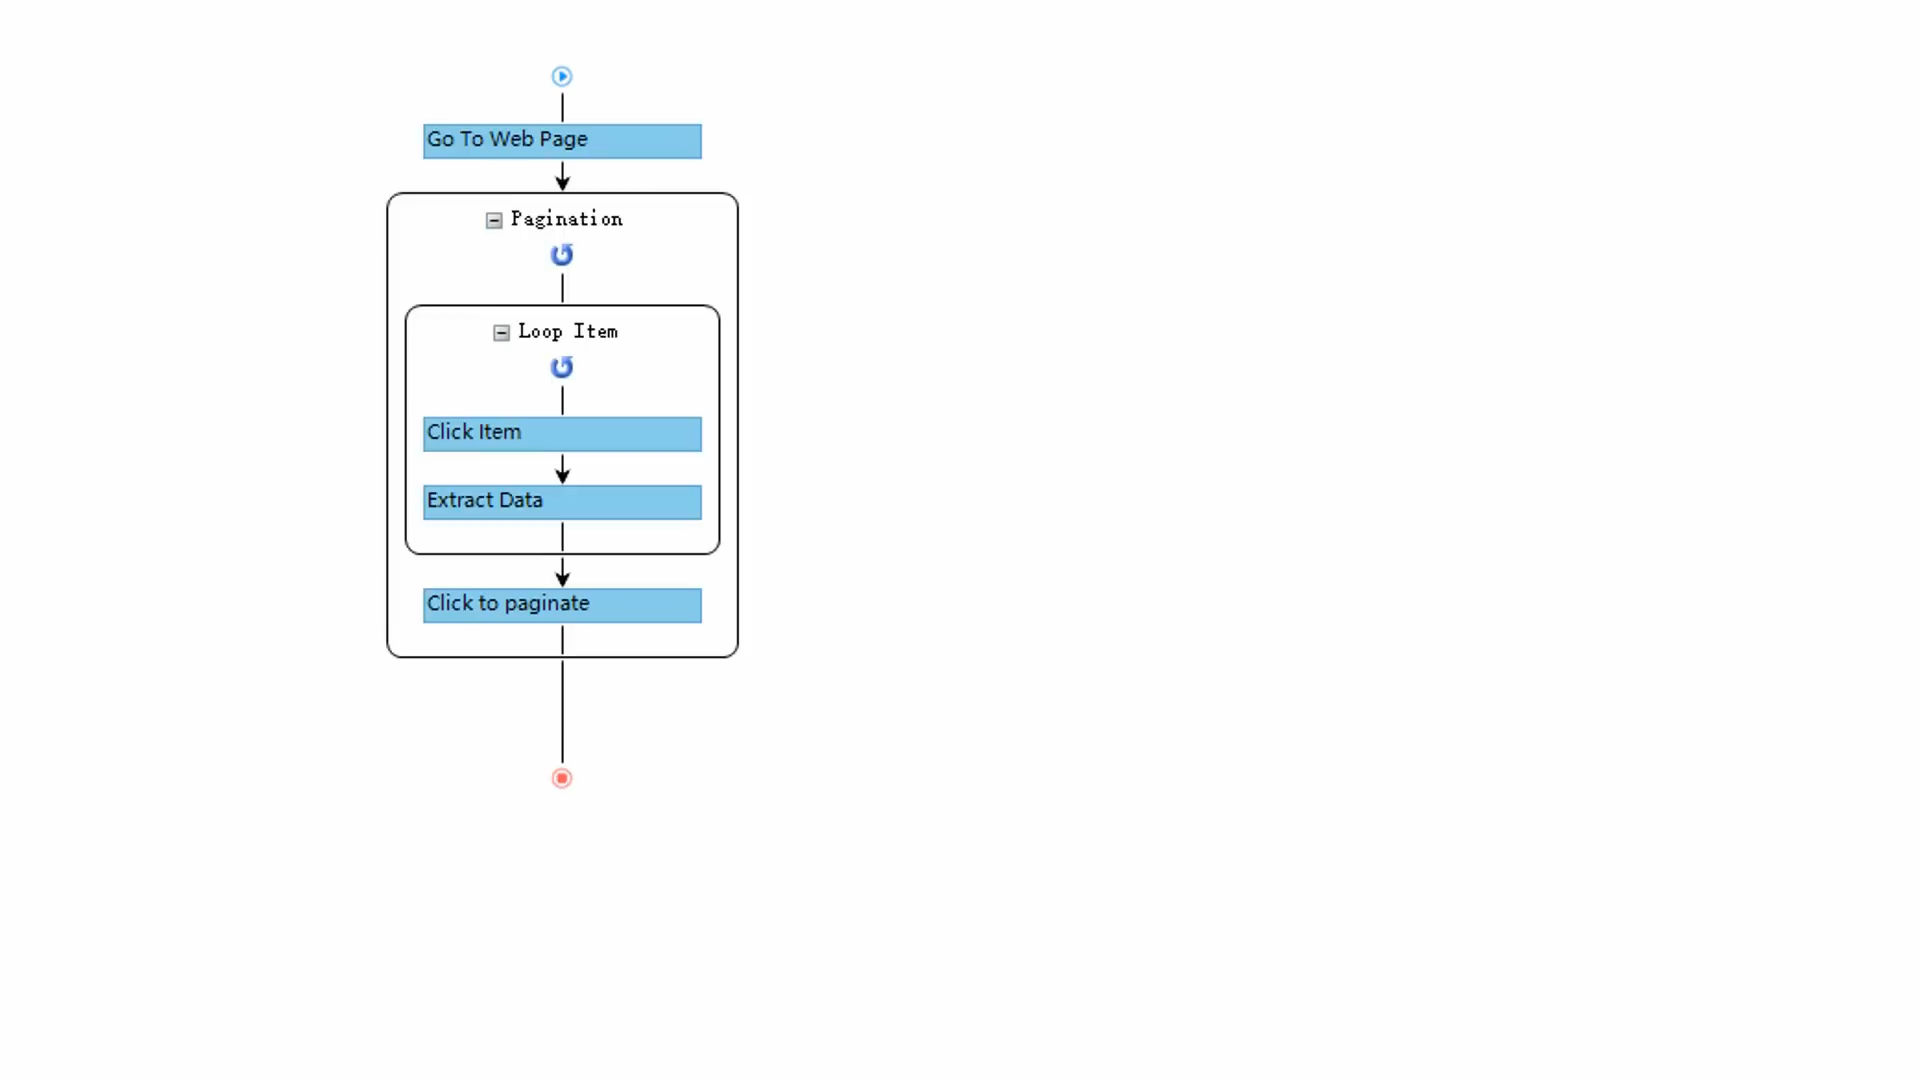 Go To Web Page
Pagination
Loop Item
Click Item
Extract Data
Click to paginate